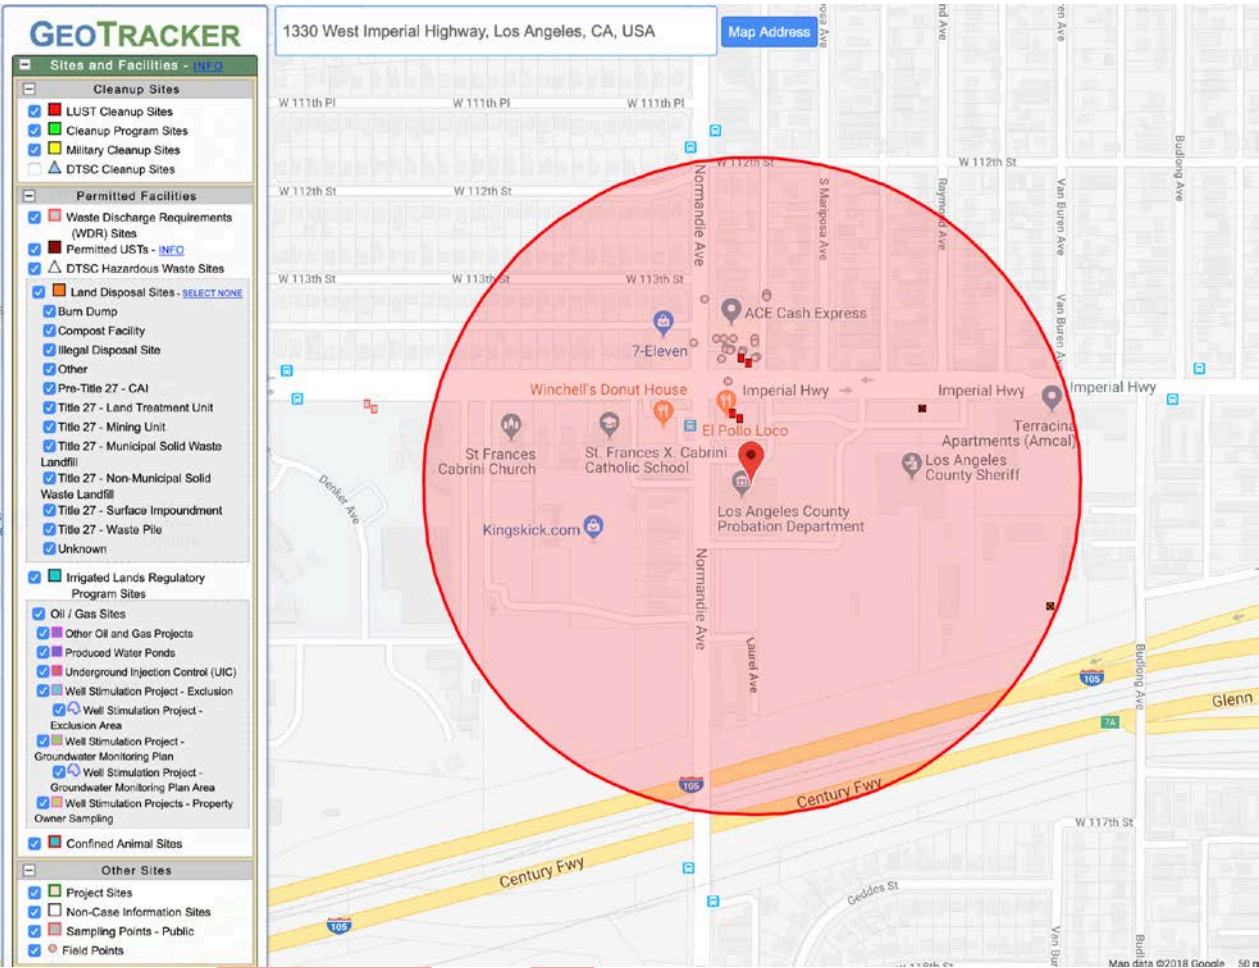 GEOTRACKER
Sites and Facilities - INFO
Cleanup Sites
LUST Cleanup Sites
Cleanup Program Sites
Military Cleanup Sites
DTSC Cleanup Sites
Permitted Facilities
Waste Discharge Requirements
(WDR) Sites
Permitted USTs - INFO
DTSC Hazardous Waste Sites
Land Disposal Sites - SELECT NONE
Burn Dump
Compost Facility
Illegal Disposal Site
Other
Pre-Title 27 - CAI
Title 27 - Land Treatment Unit
Title 27 - Mining Unit
Title 27 - Municipal Solid Waste
Landfill
Title 27 - Non-Municipal Solid
Waste Landfill
Title 27 - Surface Impoundment
Title 27 - Waste Pile
Unknown
Irrigated Lands Regulatory
Program Sites
Oil / Gas Sites
Other Oil and Gas Projects
Produced Water Ponds
Underground Injection Control (UIC)
Well Stimulation Project - Exclusion
Well Stimulation Project -
Exclusion Area
Well Stimulation Project -
Groundwater Monitoring Plan
Well Stimulation Project -
Groundwater Monitoring Plan Area
Well Stimulation Projects - Property
Owner Sampling
Confined Animal Sites
Other Sites
Project Sites
Non-Case Information Sites
Sampling Points - Public
Field Points
1330 West Imperial Highway, Los Angeles, CA, USA
Map Address
W 111th Pl
W 111th Pl
W 111th Pl
Budlong Ave
W 112th St
W 112th St
W 112th St
W 112th St
Normandie Ave
S Mariposa Ave
Raymond Ave
Van Buren Ave
W 113th St
W 113th St
W 113th St
Van Buren Ave
ACE Cash Express
7-Eleven
Winchell's Donut House
Imperial Hwy
Imperial Hwy
Imperial Hwy
El Pollo Loco
Terracina
Apartments (Amcal)
St Frances
Cabrini Church
St. Frances X. Cabrini
Catholic School
Los Angeles
County Sheriff
Denker Ave
Los Angeles County
Probation Department
Kingskick.com
Normandie Ave
Laurel Ave
Budlong Ave
105
Glenn
7A
105
Century Fwy
W 117th St
Century Fwy
Geddes St
105
W 118th St
Map data ©2018 Google
50 m